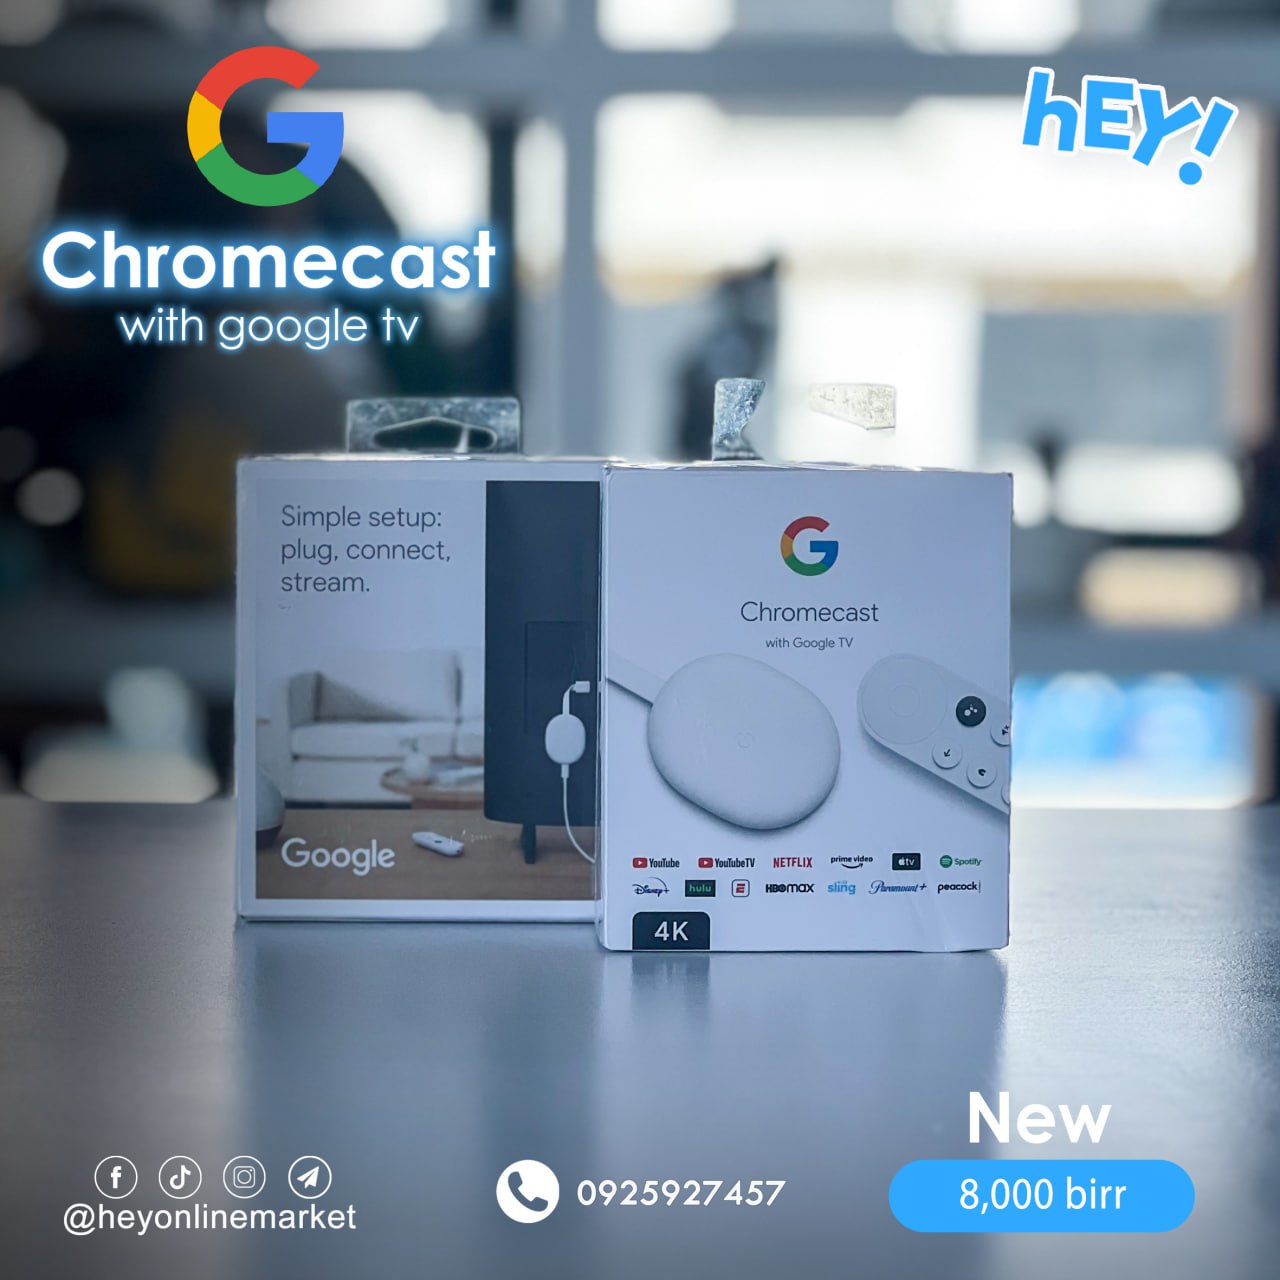 hEY!
Chromecast
with google tv
Simple setup:
plug, connect,
stream.
Google
G
Chromecast
with Google TV
YouTube YouTubeTV NETFLIX prime video tv Spotify
Disney+ hulu E HBOMAX sling Paramount+ peacock
4K
New
8,000 birr
@heyonlinemarket
0925927457